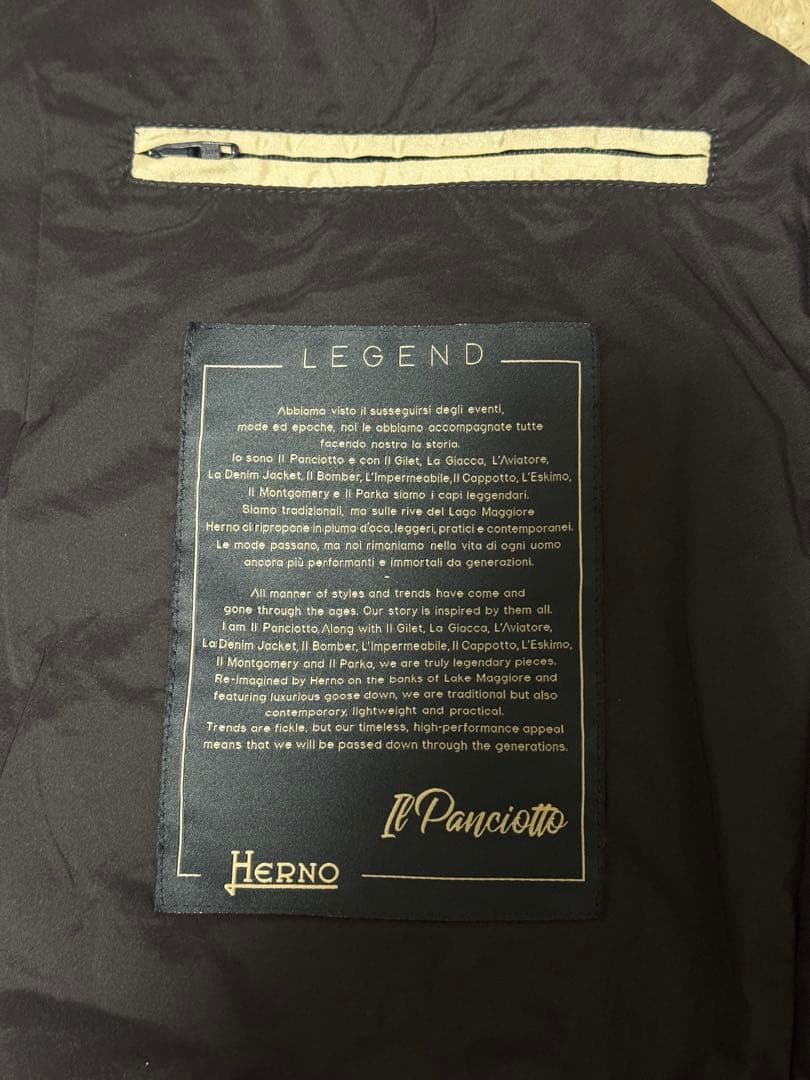 LEGEND
Abbiamo visto il susseguirsi degli eventi,
mode ed epoche, noi le abbiamo accompagnate tutte
facendo nostra la storia.
Io sono Il Panciotto e con Il Gilet, La Giacca, L'Aviatore,
La Denim Jacket, Il Bomber, L'Impermeabile, Il Cappotto, L'Eskimo,
Il Montgomery e Il Parka siamo i capi leggendari.
Siamo tradizionali, ma sulle rive del Lago Maggiore
Herno ci ripropone in piuma d'oca, leggeri, pratici e contemporanei.
Le mode passano, ma noi rimaniamo nella vita di ogni uomo
ancora più performanti e immortali da generazioni.
-
All manner of styles and trends have come and
gone through the ages. Our story is inspired by them all.
I am Il Panciotto. Along with Il Gilet, La Giacca, L'Aviatore,
La Denim Jacket, Il Bomber, L'Impermeabile, Il Cappotto, L'Eskimo,
Il Montgomery and Il Parka, we are truly legendary pieces.
Re-imagined by Herno on the banks of Lake Maggiore and
featuring luxurious goose down, we are traditional but also
contemporary, lightweight and practical.
Trends are fickle, but our timeless, high-performance appeal
means that we will be passed down through the generations.
Il Panciotto
HERNO